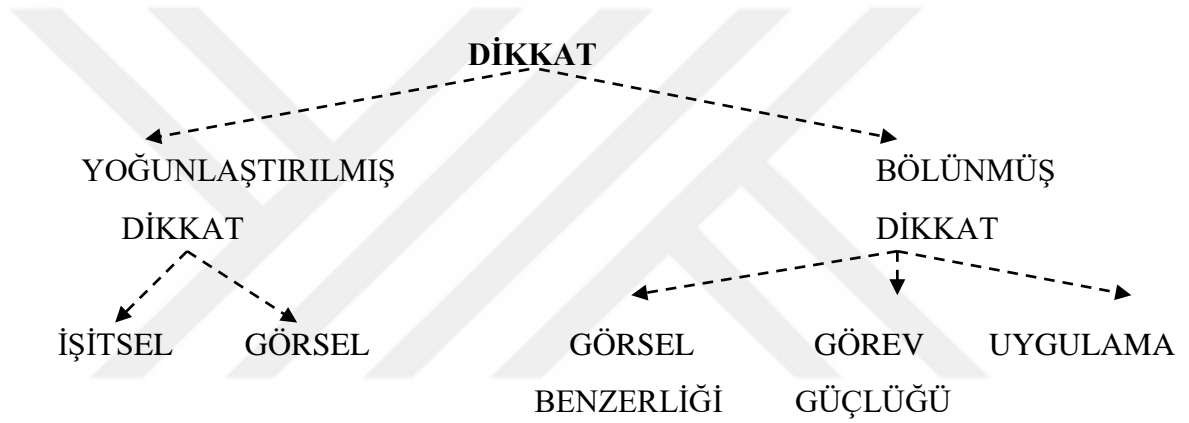 DİKKAT
YOĞUNLAŞTIRILMIŞ
DİKKAT
BÖLÜNMÜŞ
DİKKAT
İŞİTSEL
GÖRSEL
GÖRSEL
BENZERLİĞİ
GÖREV
GÜÇLÜĞÜ
UYGULAMA